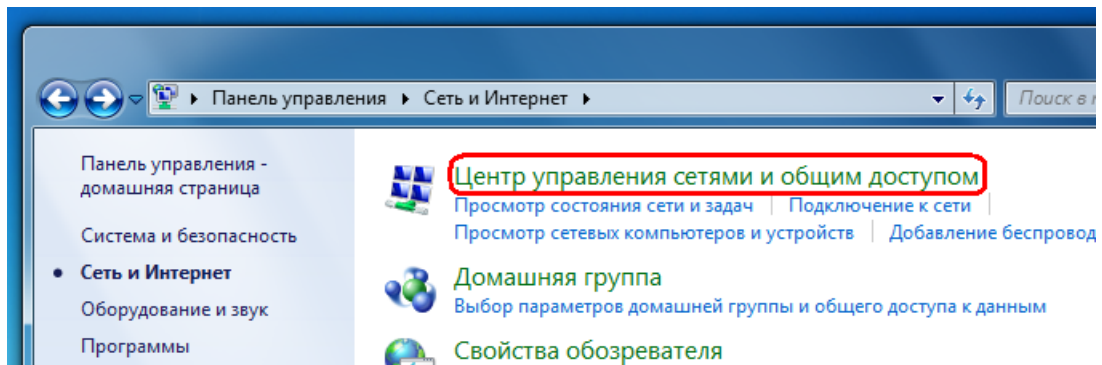 Панель управления ▸ Сеть и Интернет ▸
Поиск в
Панель управления -
домашняя страница
Система и безопасность
Сеть и Интернет
Оборудование и звук
Программы
Центр управления сетями и общим доступом
Просмотр состояния сети и задач | Подключение к сети
Просмотр сетевых компьютеров и устройств | Добавление
Домашняя группа
Выбор параметров домашней группы и общего доступа к данным
Свойства обозревателя